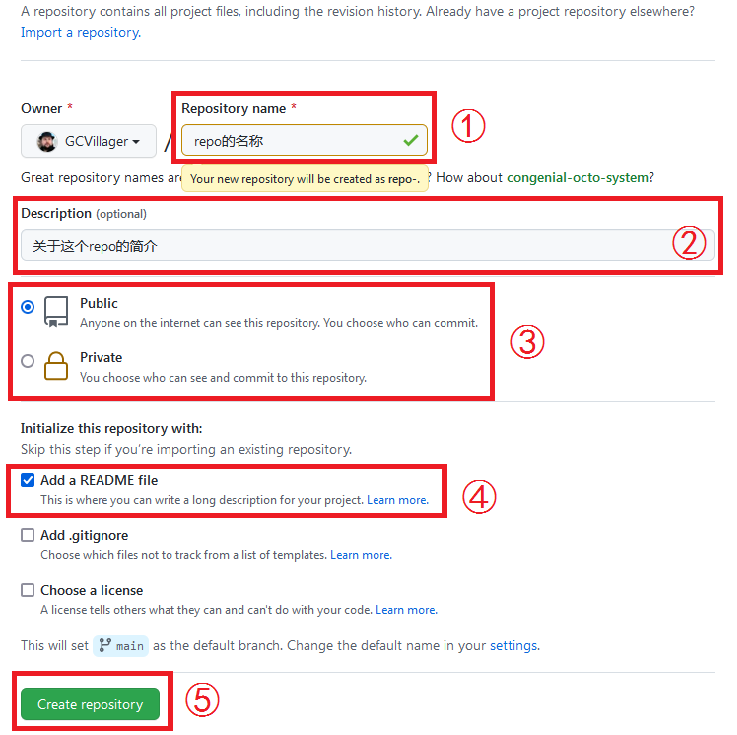 A repository contains all project files, including the revision history. Already have a project repository elsewhere?
Import a repository.
Owner *
Repository name *
①
GCVillager
/
repo的名称
Great repository names are
Your new repository will be created as repo-.
? How about congenial-octo-system?
Description (optional)
关于这个repo的简介
②
Public
Anyone on the internet can see this repository. You choose who can commit.
③
Private
You choose who can see and commit to this repository.
Initialize this repository with:
Skip this step if you're importing an existing repository.
Add a README file
This is where you can write a long description for your project. Learn more.
④
Add .gitignore
Choose which files not to track from a list of templates. Learn more.
Choose a license
A license tells others what they can and can't do with your code. Learn more.
This will set main as the default branch. Change the default name in your settings.
Create repository
⑤